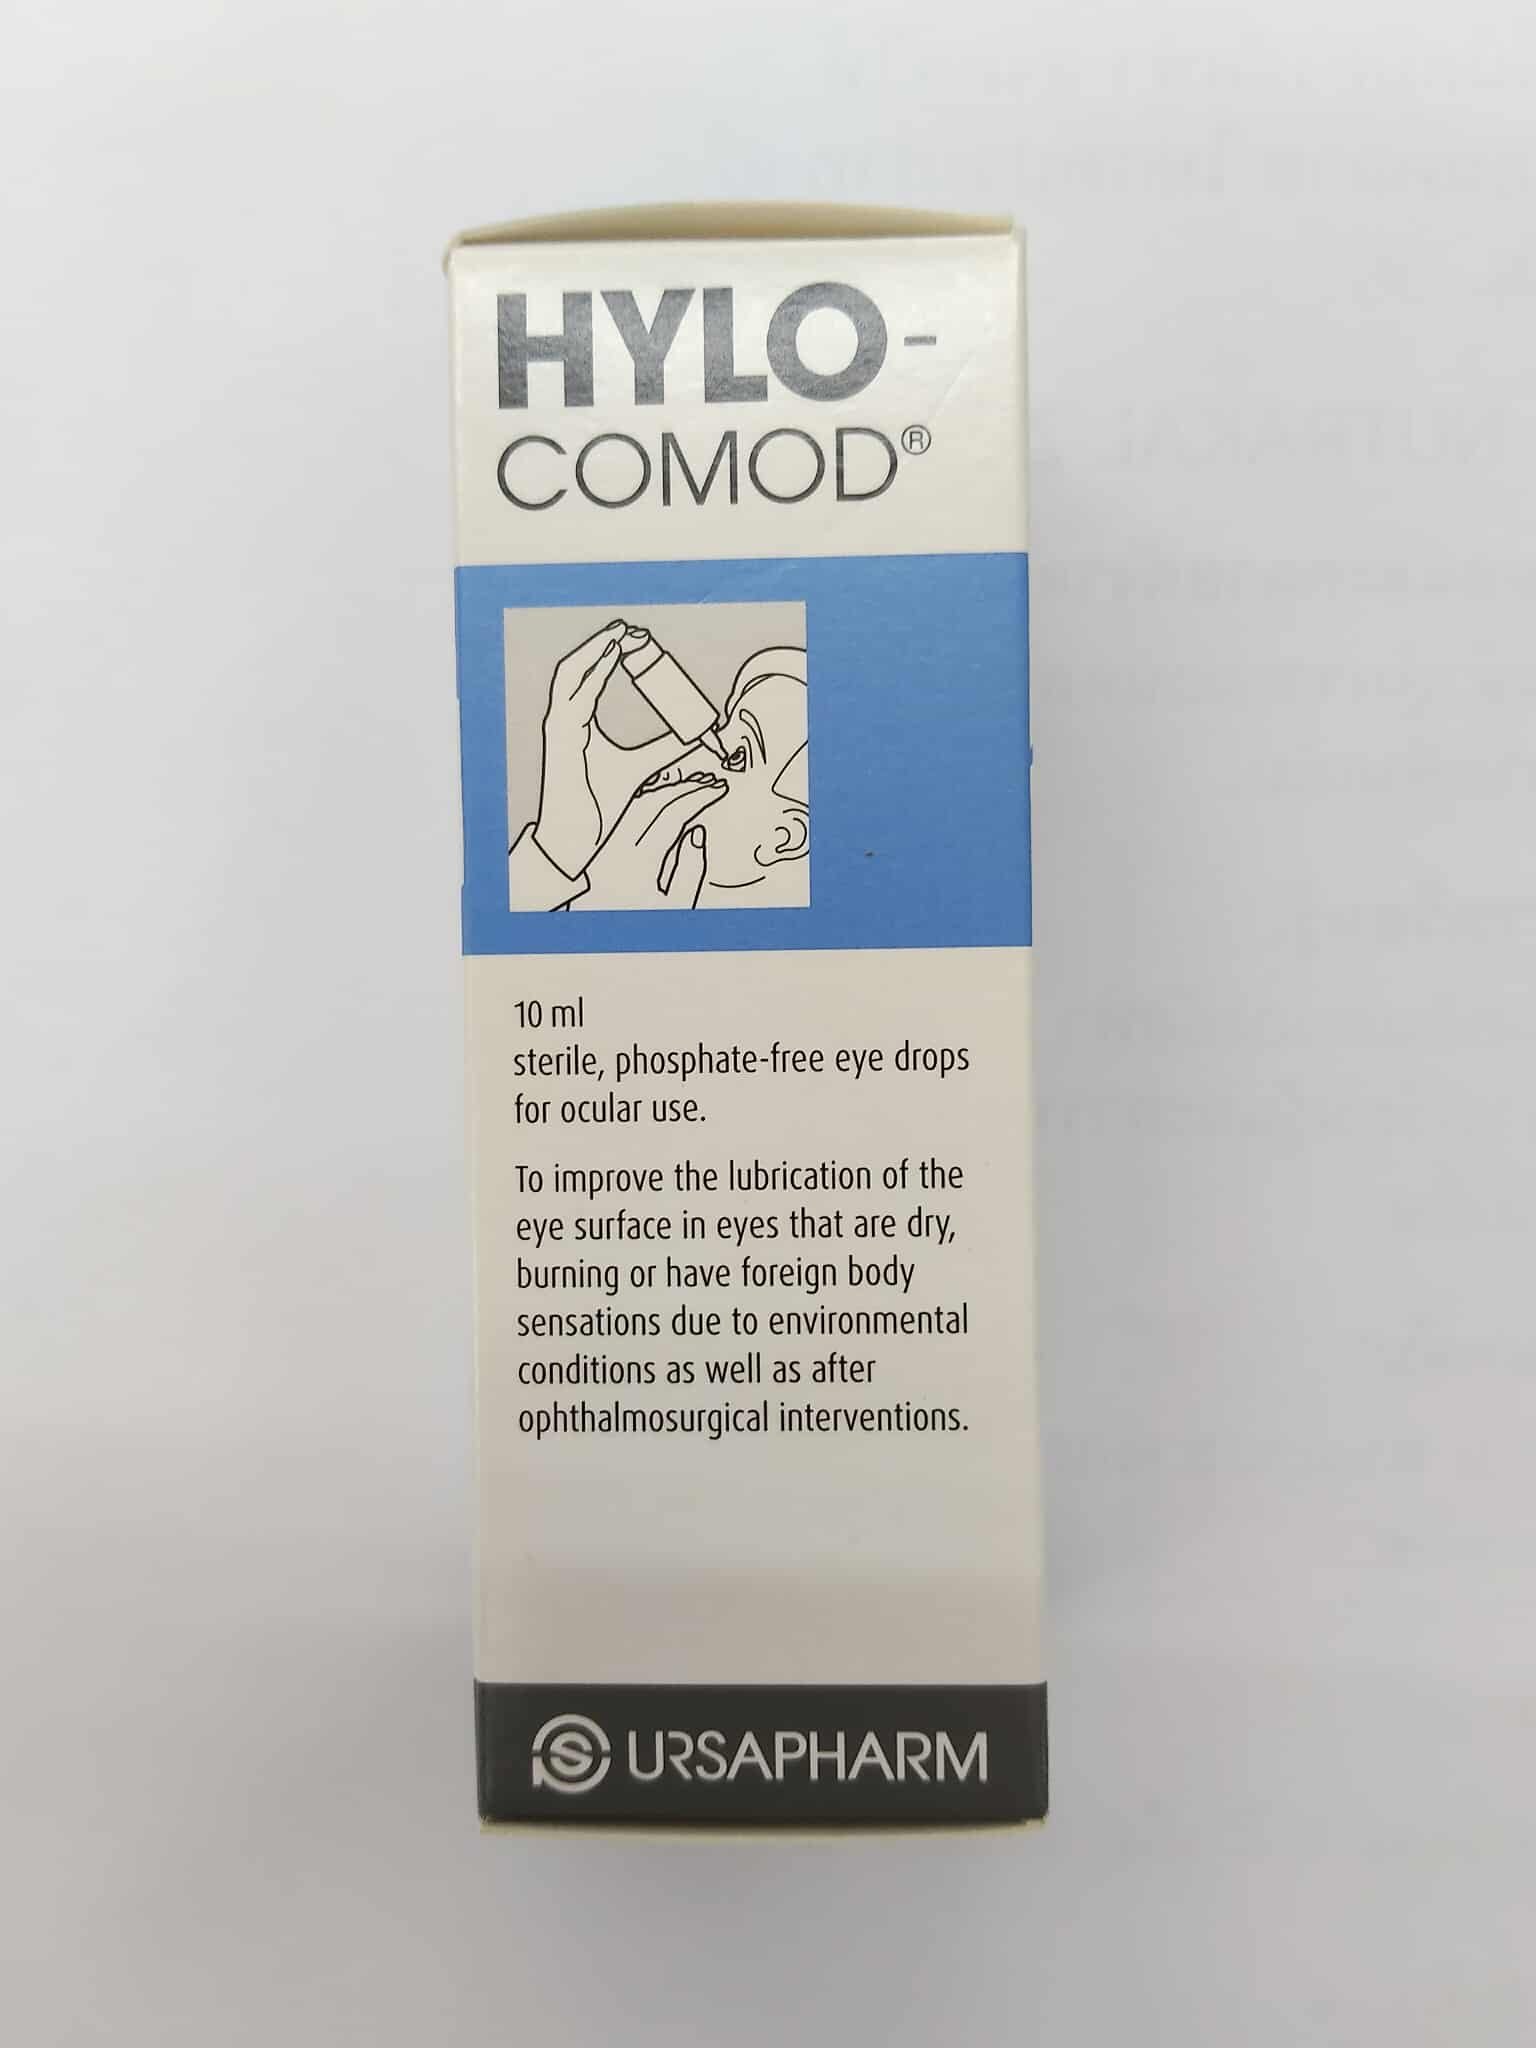 HYLO-
COMOD®
10 ml
sterile, phosphate-free eye drops
for ocular use.
To improve the lubrication of the
eye surface in eyes that are dry,
burning or have foreign body
sensations due to environmental
conditions as well as after
ophthalmosurgical interventions.
URSAPHARM